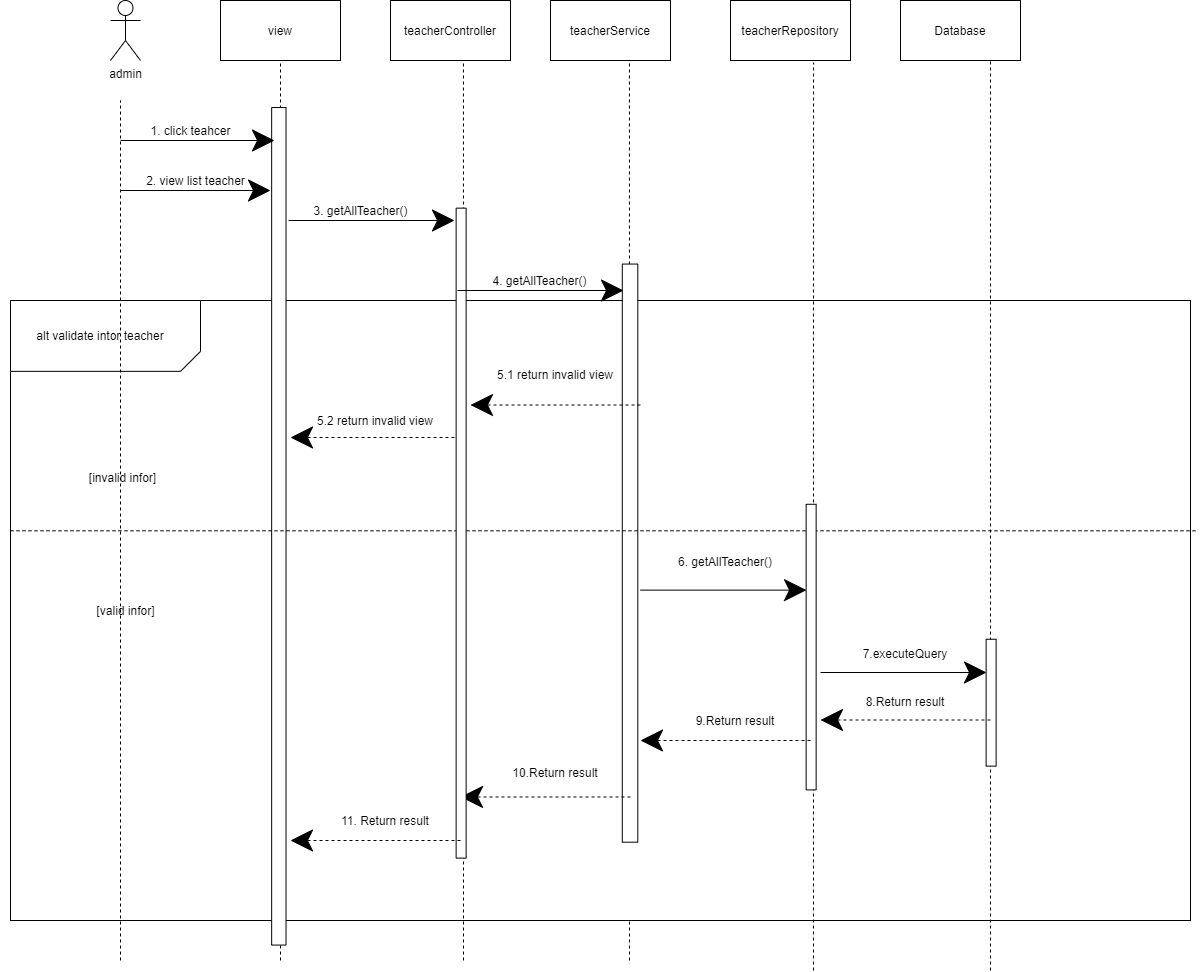 view
teacherController
teacherService
teacherRepository
Database
admin
1. click teahcer
2. view list teacher
3. getAllTeacher()
4. getAllTeacher()
alt validate intor teacher
5.1 return invalid view
5.2 return invalid view
[invalid infor]
6. getAllTeacher()
[valid infor]
7.executeQuery
8.Return result
9.Return result
10.Return result
11. Return result